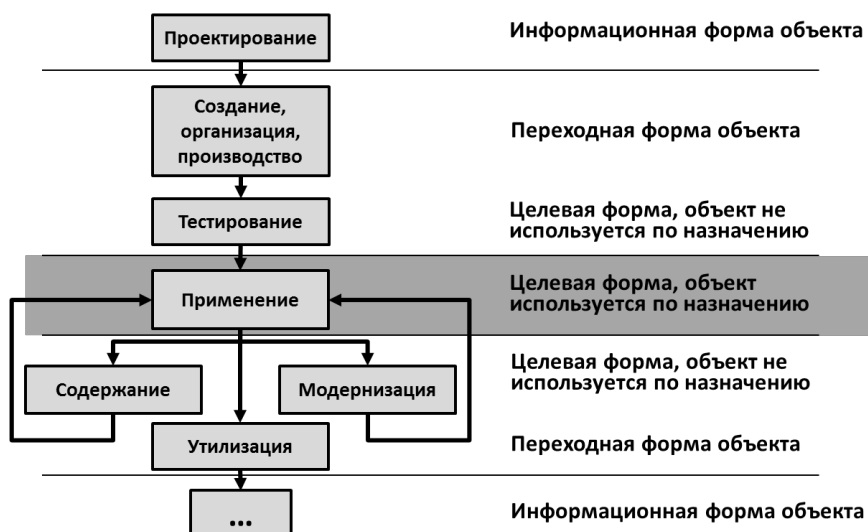 Проектирование
Информационная форма объекта
Создание,
организация,
производство
Переходная форма объекта
Тестирование
Целевая форма, объект не
используется по назначению
Применение
Целевая форма, объект
используется по назначению
Содержание
Модернизация
Целевая форма, объект не
используется по назначению
Утилизация
Переходная форма объекта
...
Информационная форма объекта